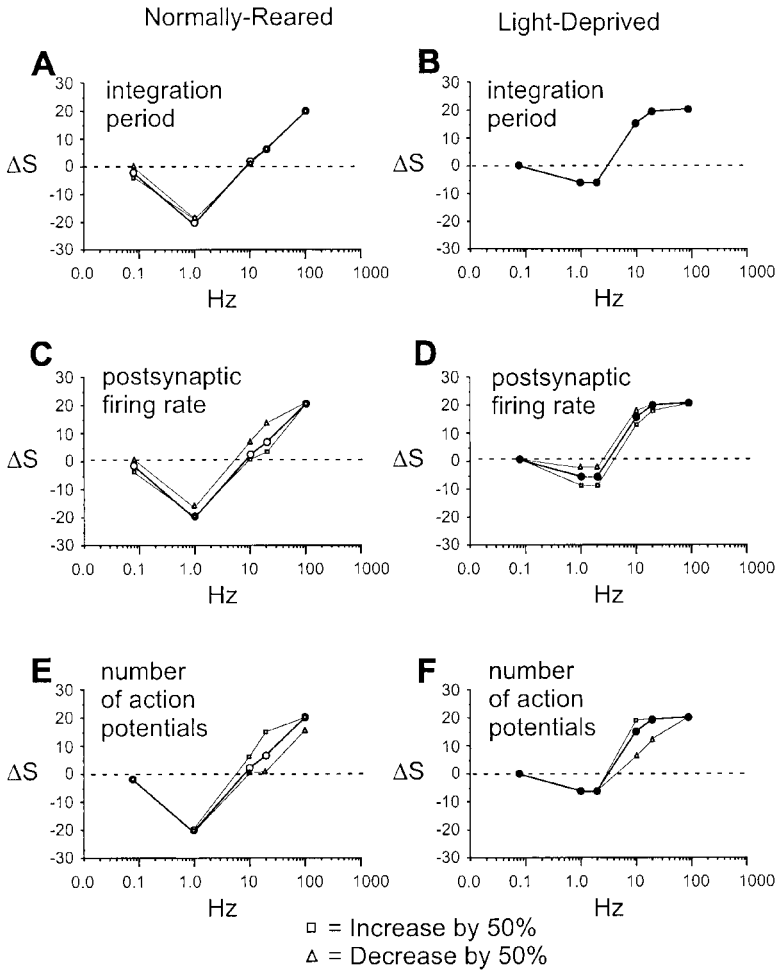 Normally-Reared
Light-Deprived
A
integration
period
30
20
10
0
-10
-20
-30
ΔS
0.0 0.1 1.0 10 100 1000
Hz
B
integration
period
30
20
10
0
-10
-20
-30
ΔS
0.0 0.1 1.0 10 100 1000
Hz
C
postsynaptic
firing rate
30
20
10
0
-10
-20
-30
ΔS
0.0 0.1 1.0 10 100 1000
Hz
D
postsynaptic
firing rate
30
20
10
0
-10
-20
-30
ΔS
0.0 0.1 1.0 10 100 1000
Hz
E
number
of action
potentials
30
20
10
0
-10
-20
-30
ΔS
0.0 0.1 1.0 10 100 1000
Hz
F
number
of action
potentials
30
20
10
0
-10
-20
-30
ΔS
0.0 0.1 1.0 10 100 1000
Hz
□ = Increase by 50%
△ = Decrease by 50%